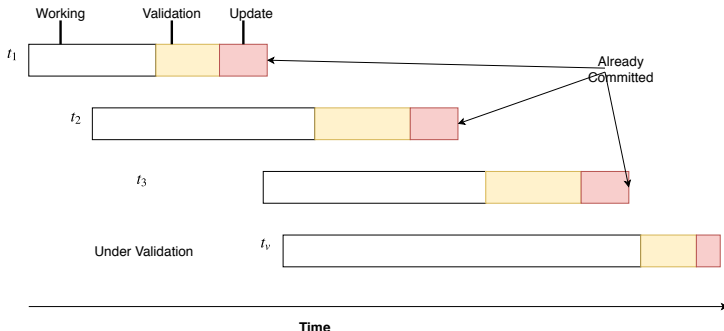 Working Validation Update
t1
Already
Committed
t2
t3
Under Validation tv
Time